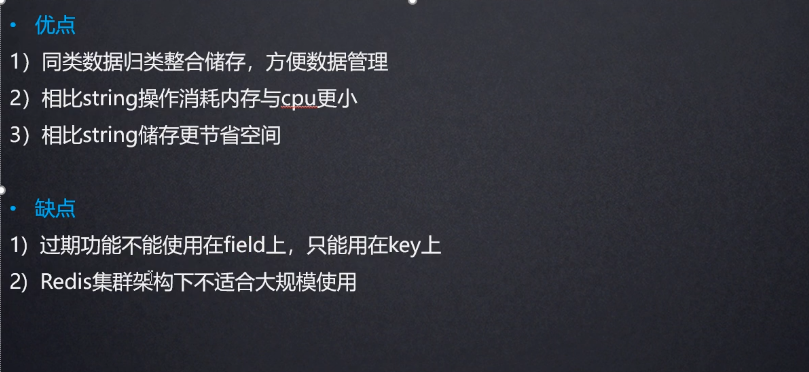 • 优点
1）同类数据归类整合储存，方便数据管理
2）相比string操作消耗内存与cpu更小
3）相比string储存更节省空间
• 缺点
1）过期功能不能使用在field上，只能用在key上
2）Redis集群架构下不适合大规模使用